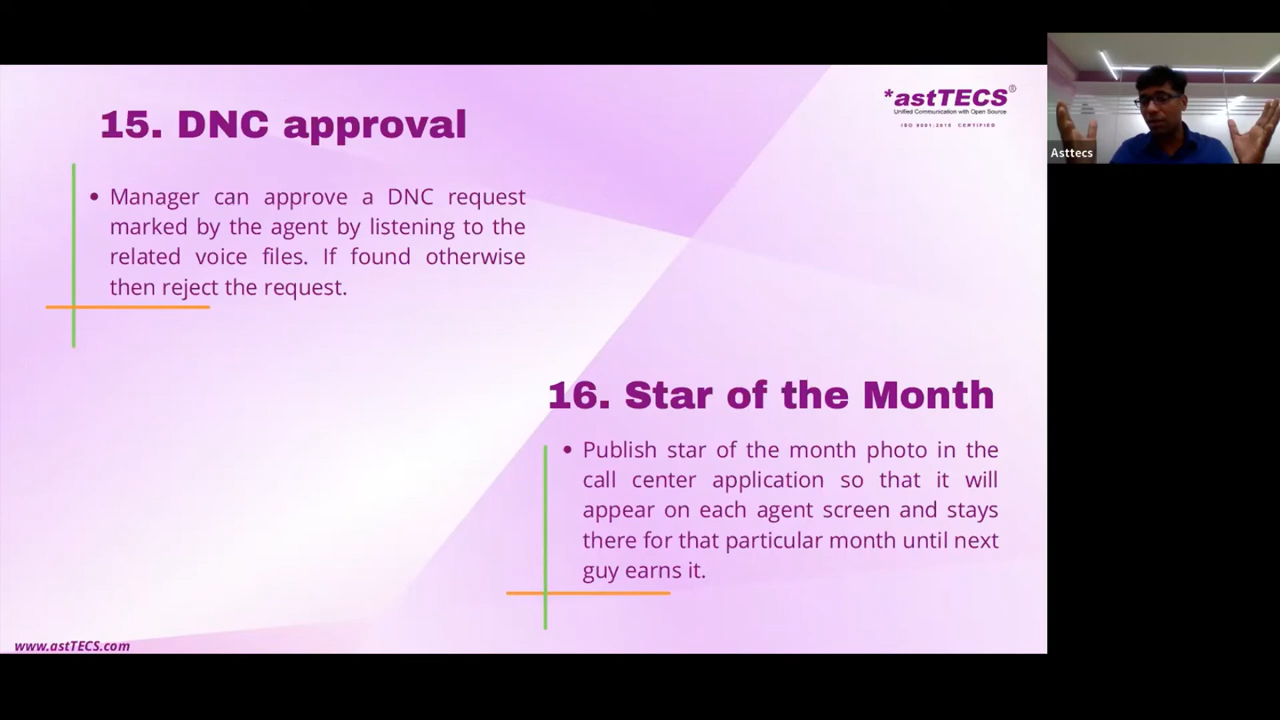 15. DNC approval
• Manager can approve a DNC request
marked by the agent by listening to the
related voice files. If found otherwise
then reject the request.
*astTECS®
Unified Communication with Open Source
ISO 9001:2015 CERTIFIED
Asttecs
16. Star of the Month
• Publish star of the month photo in the
call center application so that it will
appear on each agent screen and stays
there for that particular month until next
guy earns it.
www.astTECS.com